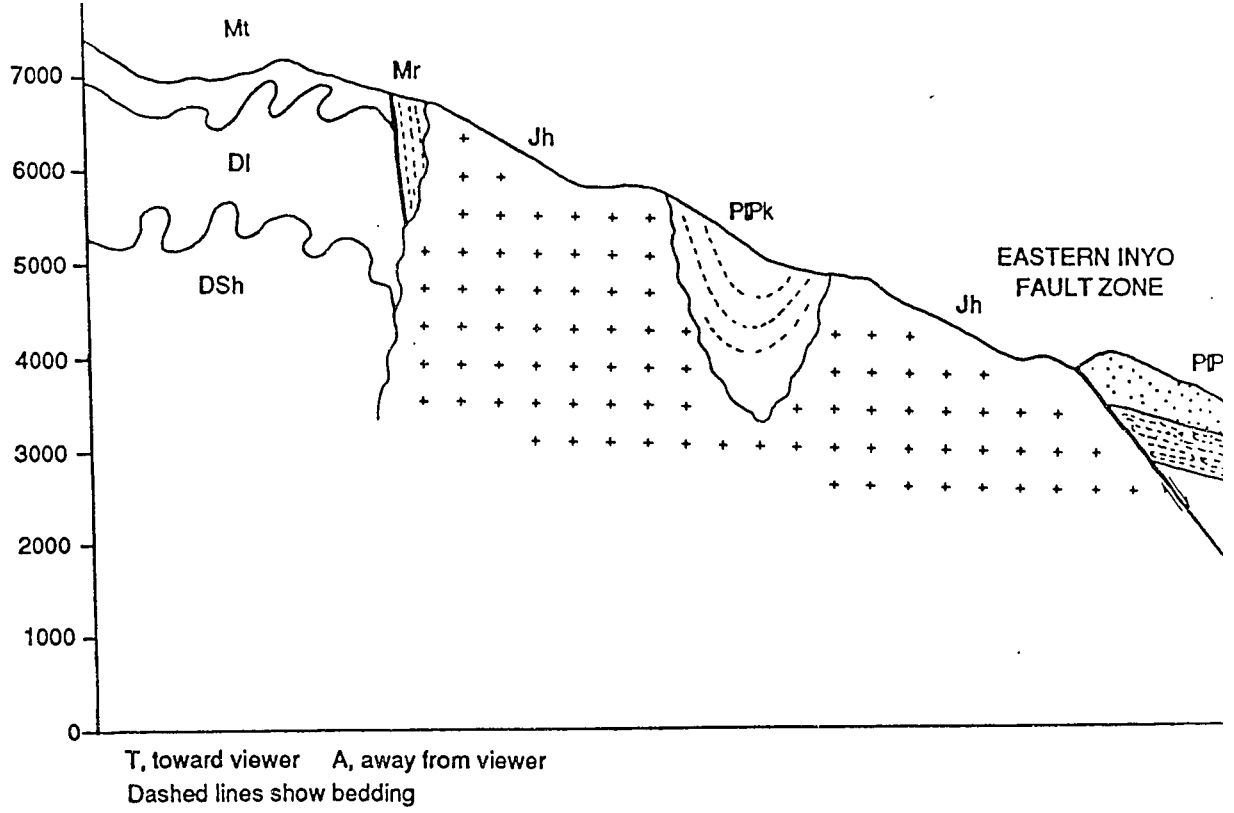 Mt
7000
Mr
Jh
6000
Dl
PPk
5000
DSh
EASTERN INYO
FAULT ZONE
Jh
4000
3000
2000
1000
0
T, toward viewer A, away from viewer
Dashed lines show bedding